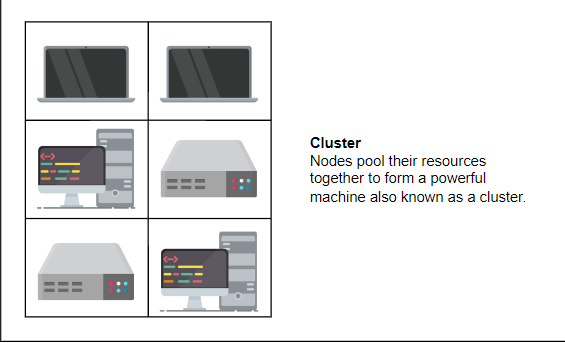 Cluster
Nodes pool their resources
together to form a powerful
machine also known as a cluster.